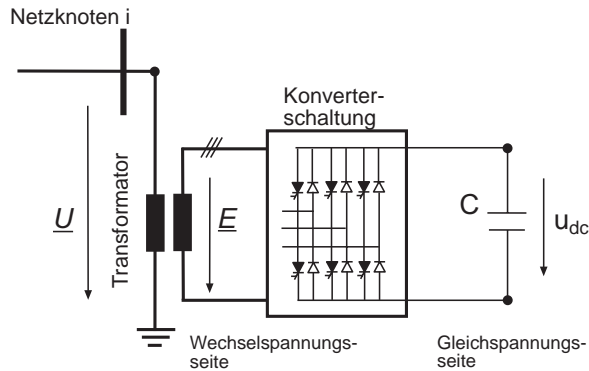 Netzknoten i
Konverter-
schaltung
Transformator
U
E
C
u_dc
Wechselspannungs-
seite
Gleichspannungs-
seite